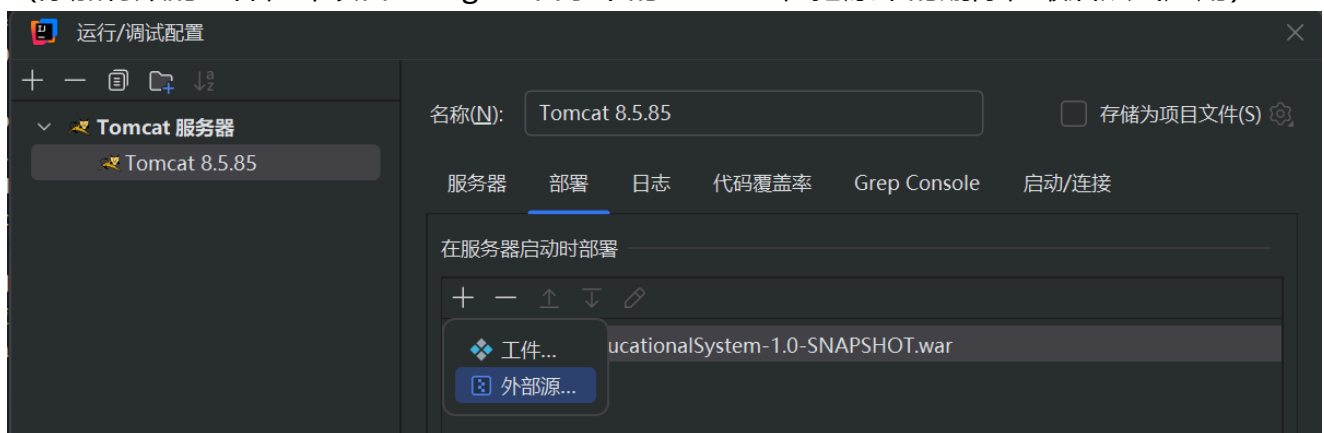 运行/调试配置
名称(N):
Tomcat 8.5.85
存储为项目文件(S)
Tomcat 服务器
Tomcat 8.5.85
服务器 部署 日志 代码覆盖率 Grep Console 启动/连接
在服务器启动时部署
工件...
ucationalSystem-1.0-SNAPSHOT.war
外部源...